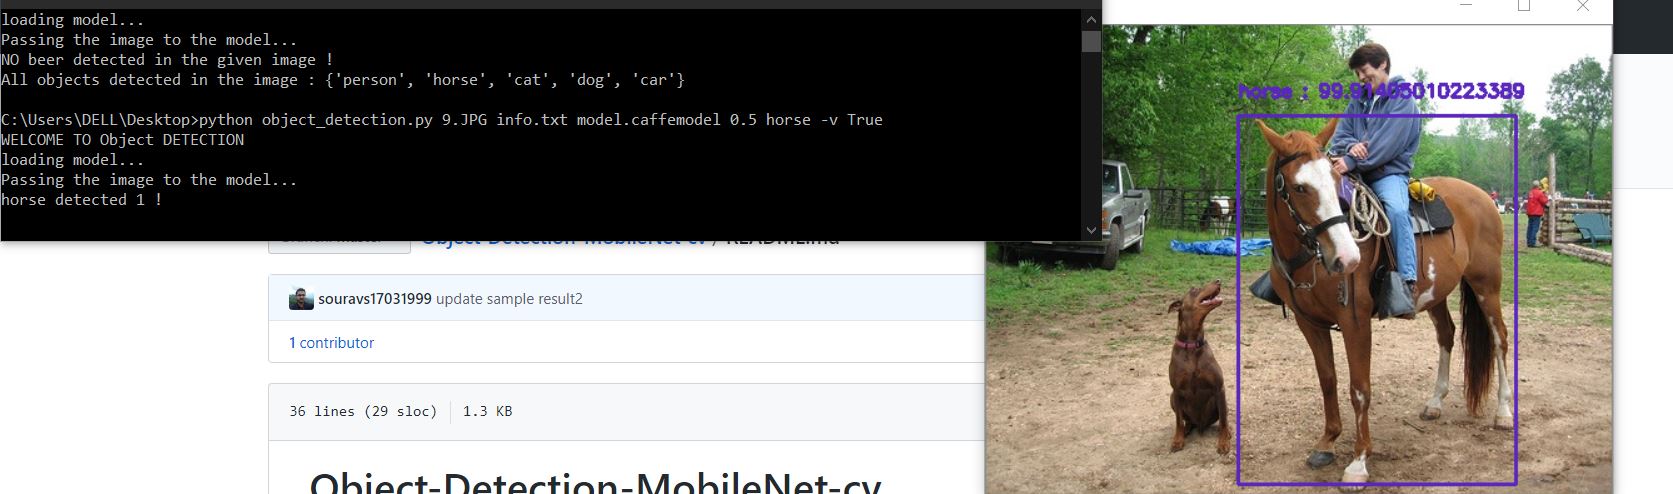 loading model...
Passing the image to the model...
NO beer detected in the given image !
All objects detected in the image : {'person', 'horse', 'cat', 'dog', 'car'}
C:\Users\DELL\Desktop>python object_detection.py 9.JPG info.txt model.caffemodel 0.5 horse -v True
WELCOME TO Object DETECTION
loading model...
Passing the image to the model...
horse detected 1 !
horse : 99.91405010223389
Object-Detection-MobileNet-cv / README.md
souravs17031999 update sample result2
1 contributor
36 lines (29 sloc) 1.3 KB
Object-Detection-MobileNet-cv